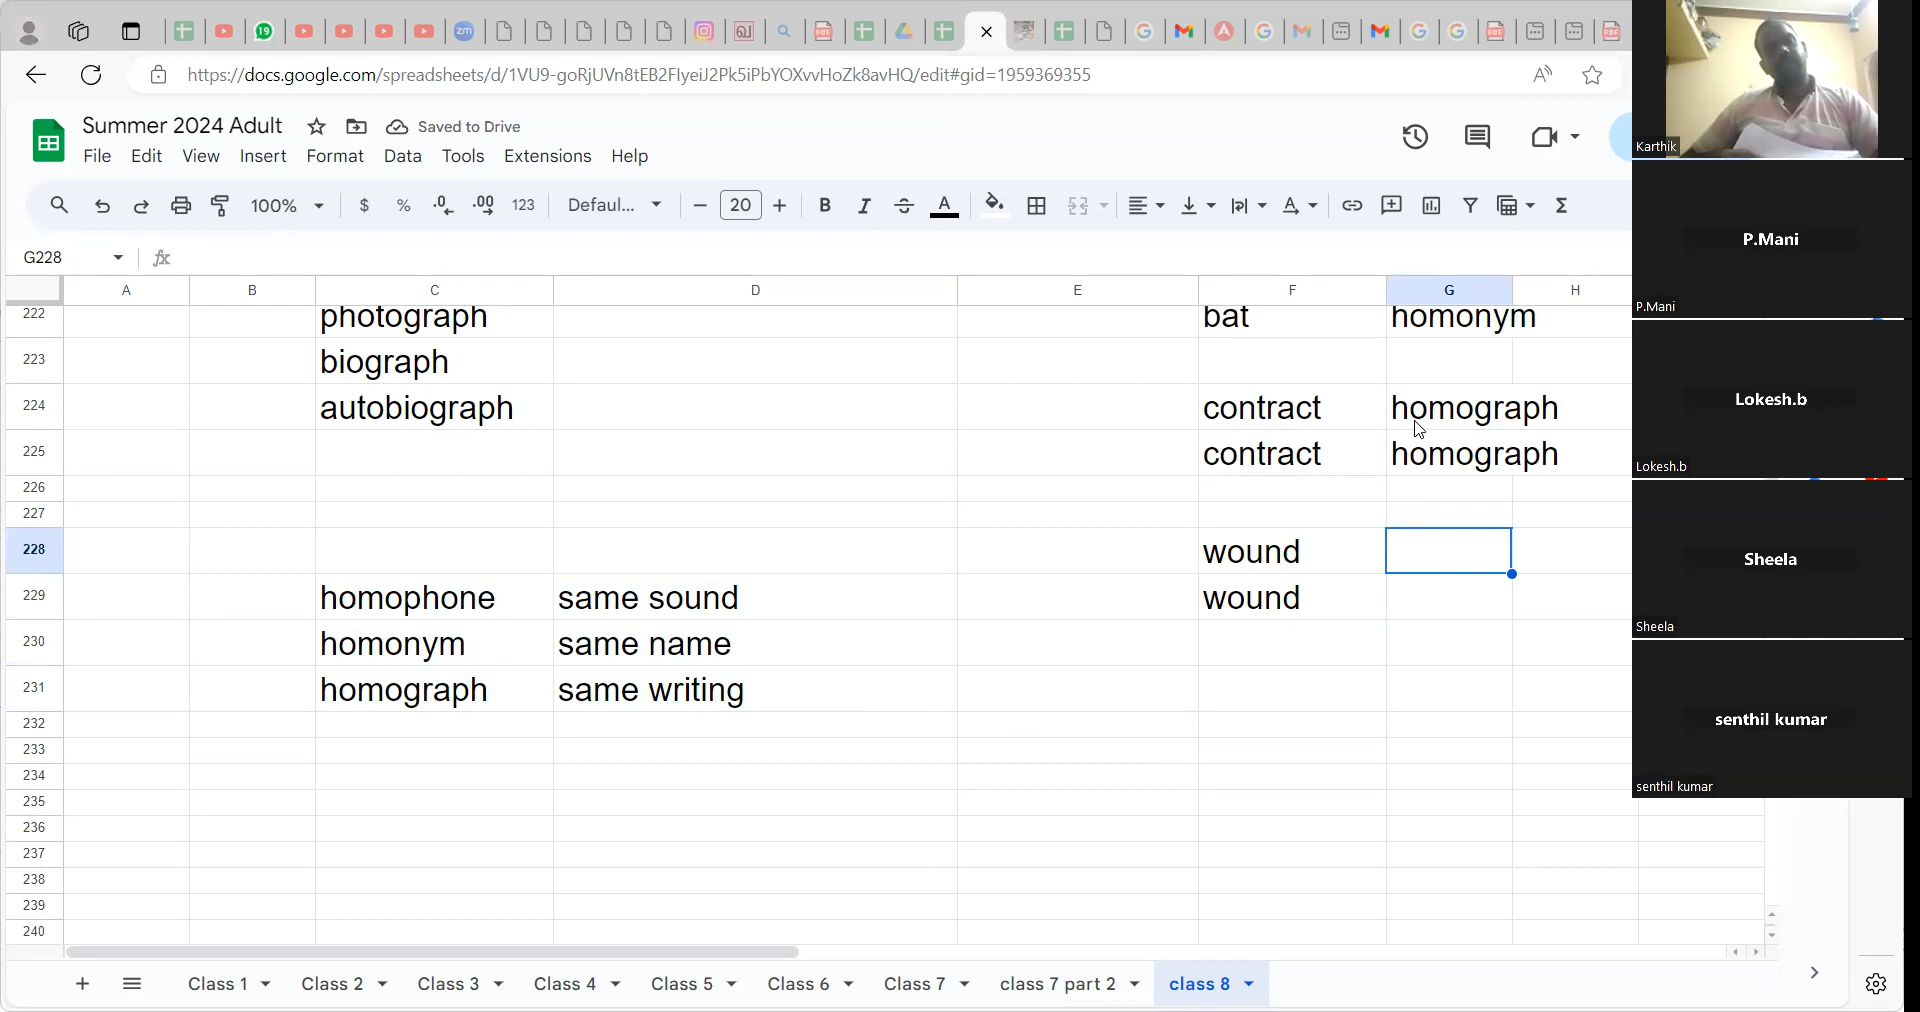 19
zm
https://docs.google.com/spreadsheets/d/1VU9-goRjUVn8tEB2FIyeiJ2Pk5iPbYOXvvHoZk8avHQ/edit#gid=1959369355
Summer 2024 Adult Saved to Drive
File Edit View Insert Format Data Tools Extensions Help
100% $ % .0 .00 123 Defaul... 20 B I A
G228 fx
A B C D E F G H
222 photograph bat homonym
223 biograph
224 autobiograph contract homograph
225 contract homograph
226
227
228 wound
229 homophone same sound wound
230 homonym same name
231 homograph same writing
232
233
234
235
236
237
238
239
240
Class 1 Class 2 Class 3 Class 4 Class 5 Class 6 Class 7 class 7 part 2 class 8
Karthik
P.Mani
P.Mani
Lokesh.b
Lokesh.b
Sheela
Sheela
senthil kumar
senthil kumar